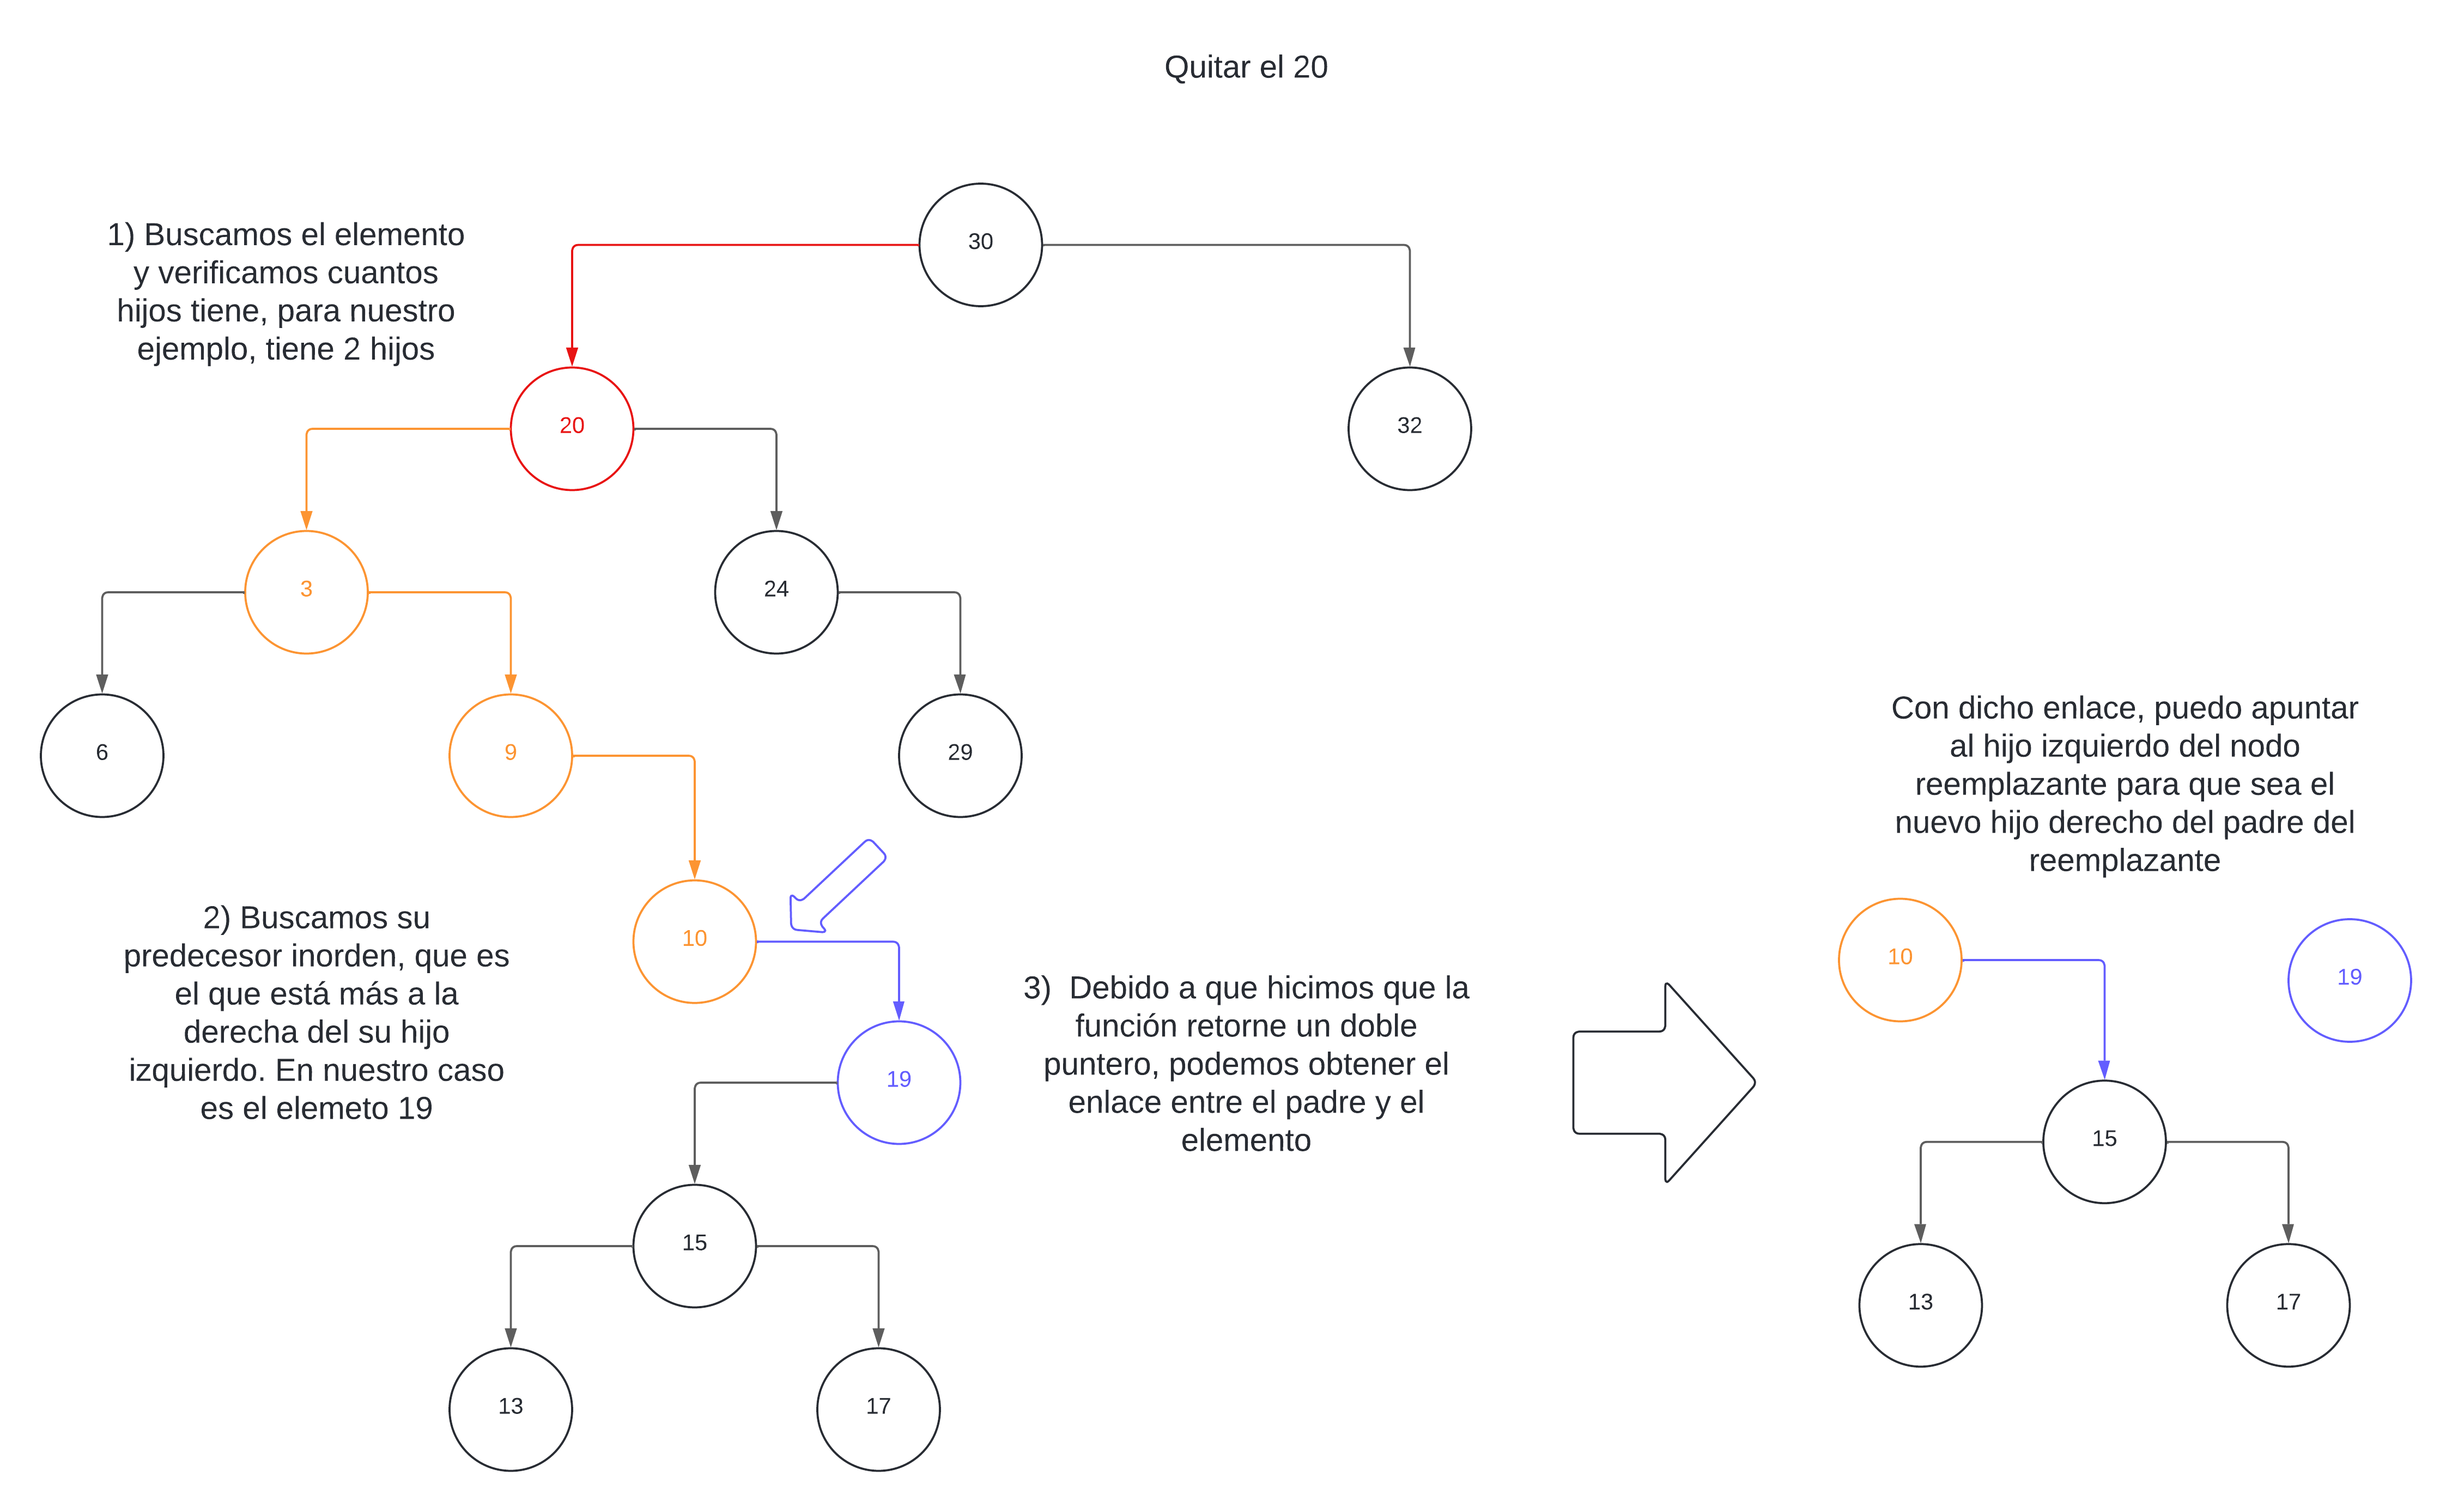 Quitar el 20
1) Buscamos el elemento
y verificamos cuantos
hijos tiene, para nuestro
ejemplo, tiene 2 hijos
30
20
32
3
24
6
9
29
10
2) Buscamos su
predecesor inorden, que es
el que está más a la
derecha del su hijo
izquierdo. En nuestro caso
es el elemeto 19
19
15
13
17
3) Debido a que hicimos que la
función retorne un doble
puntero, podemos obtener el
enlace entre el padre y el
elemento
Con dicho enlace, puedo apuntar
al hijo izquierdo del nodo
reemplazante para que sea el
nuevo hijo derecho del padre del
reemplazante
10
19
15
13
17